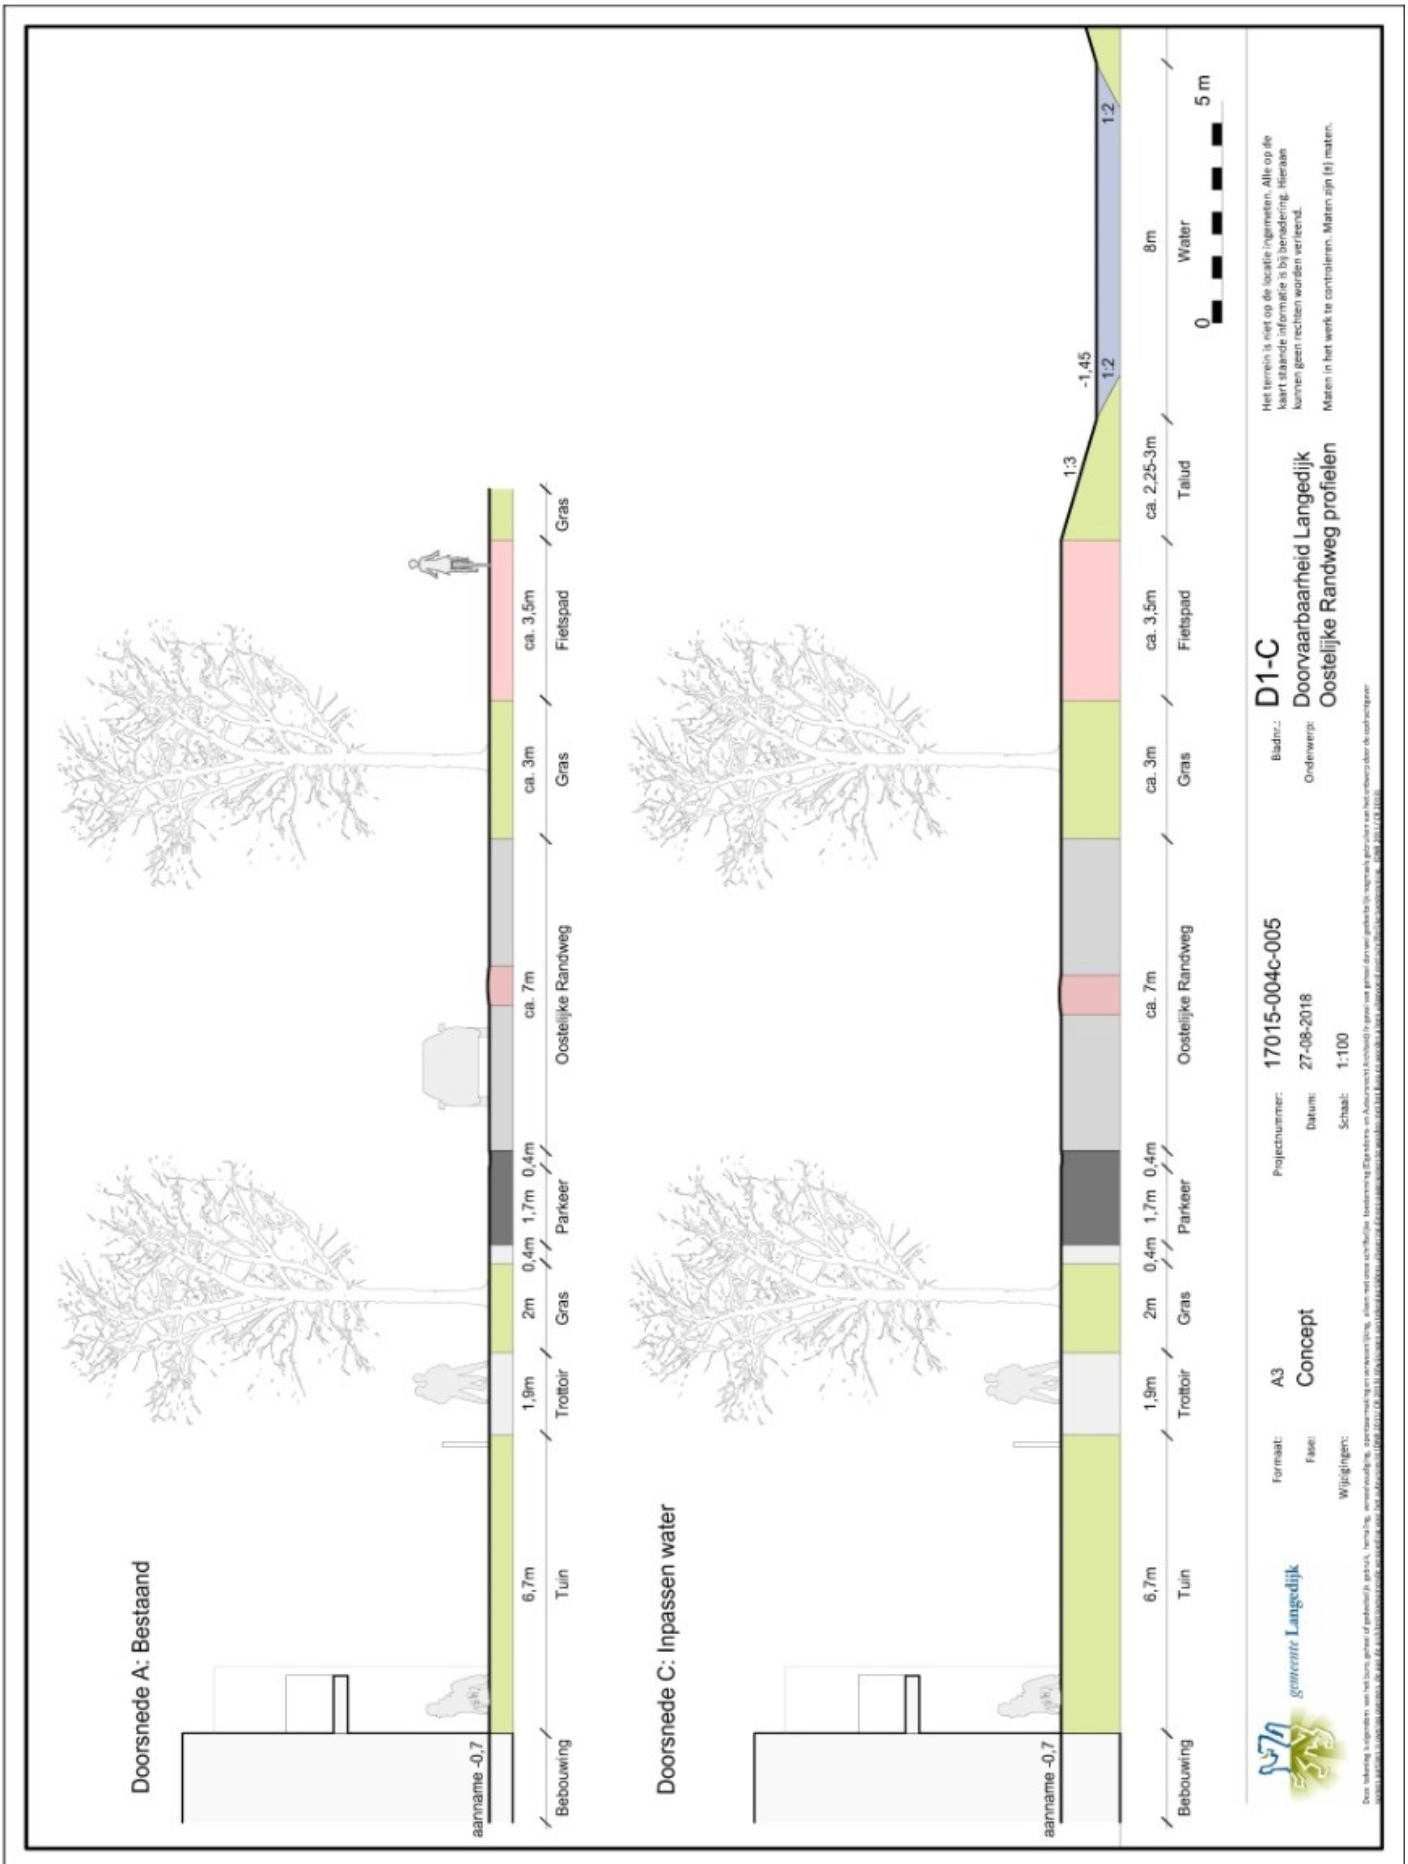 Doorsnede A: Bestaand
aanname -0,7
6,7m 1,9m 2m 0,4m 1,7m 0,4m ca. 7m ca. 3m ca. 3,5m
Bebouwing Tuin Trottoir Gras Parkeer Oostelijke Randweg Gras Fietspad Gras
Doorsnede C: Inpassen water
aanname -0,7
1:3 -1,45
1:2 1:2
6,7m 1,9m 2m 0,4m 1,7m 0,4m ca. 7m ca. 3m ca. 3,5m ca. 2,25-3m 8m
Bebouwing Tuin Trottoir Gras Parkeer Oostelijke Randweg Gras Fietspad Talud Water
0 5 m
gemeente Langedijk
Formaat: A3
Fase: Concept
Wijzigingen:
Projectnummer: 17015-004c-005
Datum: 27-08-2018
Schaal: 1:100
Bladnr.: D1-C
Onderwerp: Doorvaarbaarheid Langedijk
Oostelijke Randweg profielen
Het terrein is niet op de locatie ingemeten. Alle op de
kaart staande informatie is bij benadering. Hieraan
kunnen geen rechten worden verleend.
Maten in het werk te controleren. Maten zijn (±) maten.